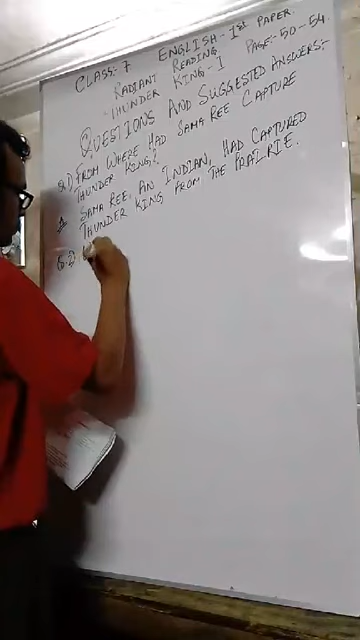 CLASS:- 7 ENGLISH - 1ST PAPER.
RADIANT READING PAGE:- 50-54
THUNDER KING - I
QUESTIONS AND SUGGESTED ANSWERS:-
Q.1) FROM WHERE HAD SAMA REE CAPTURE
THUNDER KING?
A SAMA REE, AN INDIAN, HAD CAPTURED
THUNDER KING FROM THE PRAIRIE.
Q.2)